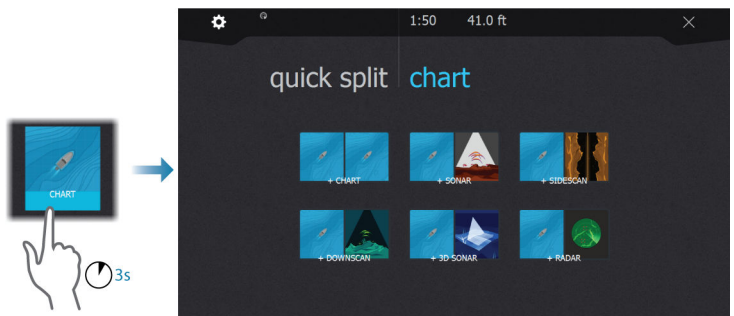 1:50 41.0 ft
quick split chart
CHART
3s
+ CHART + SONAR + SIDESCAN
+ DOWNSCAN + 3D SONAR + RADAR